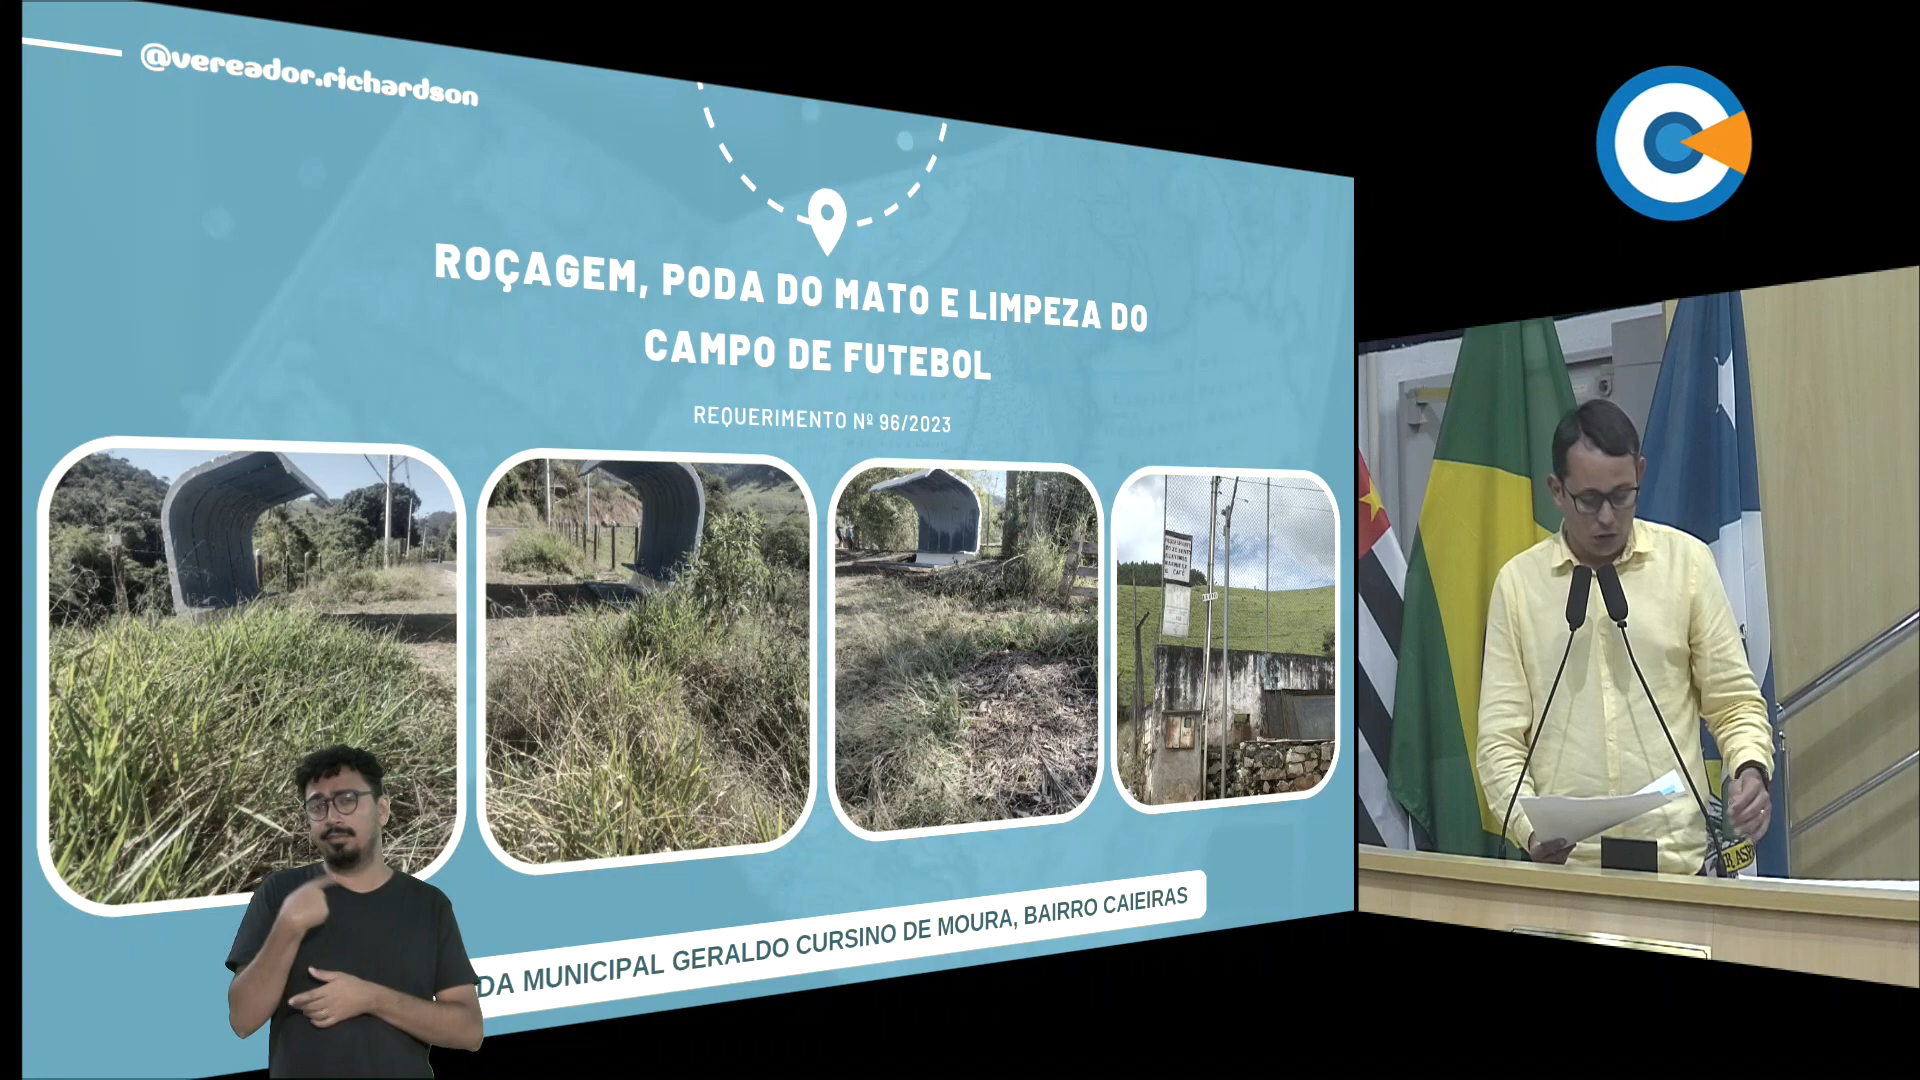 @vereador.richardson
ROÇAGEM, PODA DO MATO E LIMPEZA DO
CAMPO DE FUTEBOL
REQUERIMENTO Nº 96/2023
DA MUNICIPAL GERALDO CURSINO DE MOURA, BAIRRO CAIEIRAS